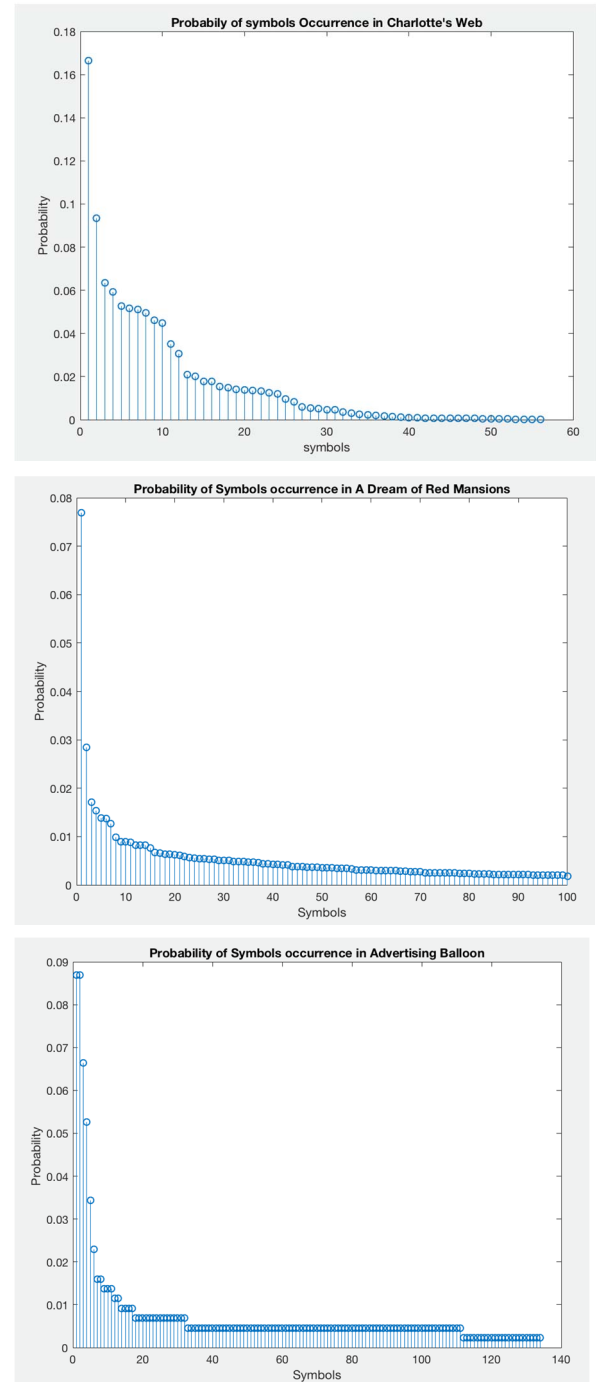 Probabily of symbols Occurrence in Charlotte's Web
0.18
0.16
0.14
0.12
0.1
0.08
0.06
0.04
0.02
0
Probability
0 10 20 30 40 50 60
symbols
Probability of Symbols occurrence in A Dream of Red Mansions
0.08
0.07
0.06
0.05
0.04
0.03
0.02
0.01
0
Probability
0 10 20 30 40 50 60 70 80 90 100
Symbols
Probability of Symbols occurrence in Advertising Balloon
0.09
0.08
0.07
0.06
0.05
0.04
0.03
0.02
0.01
0
Probability
0 20 40 60 80 100 120 140
Symbols